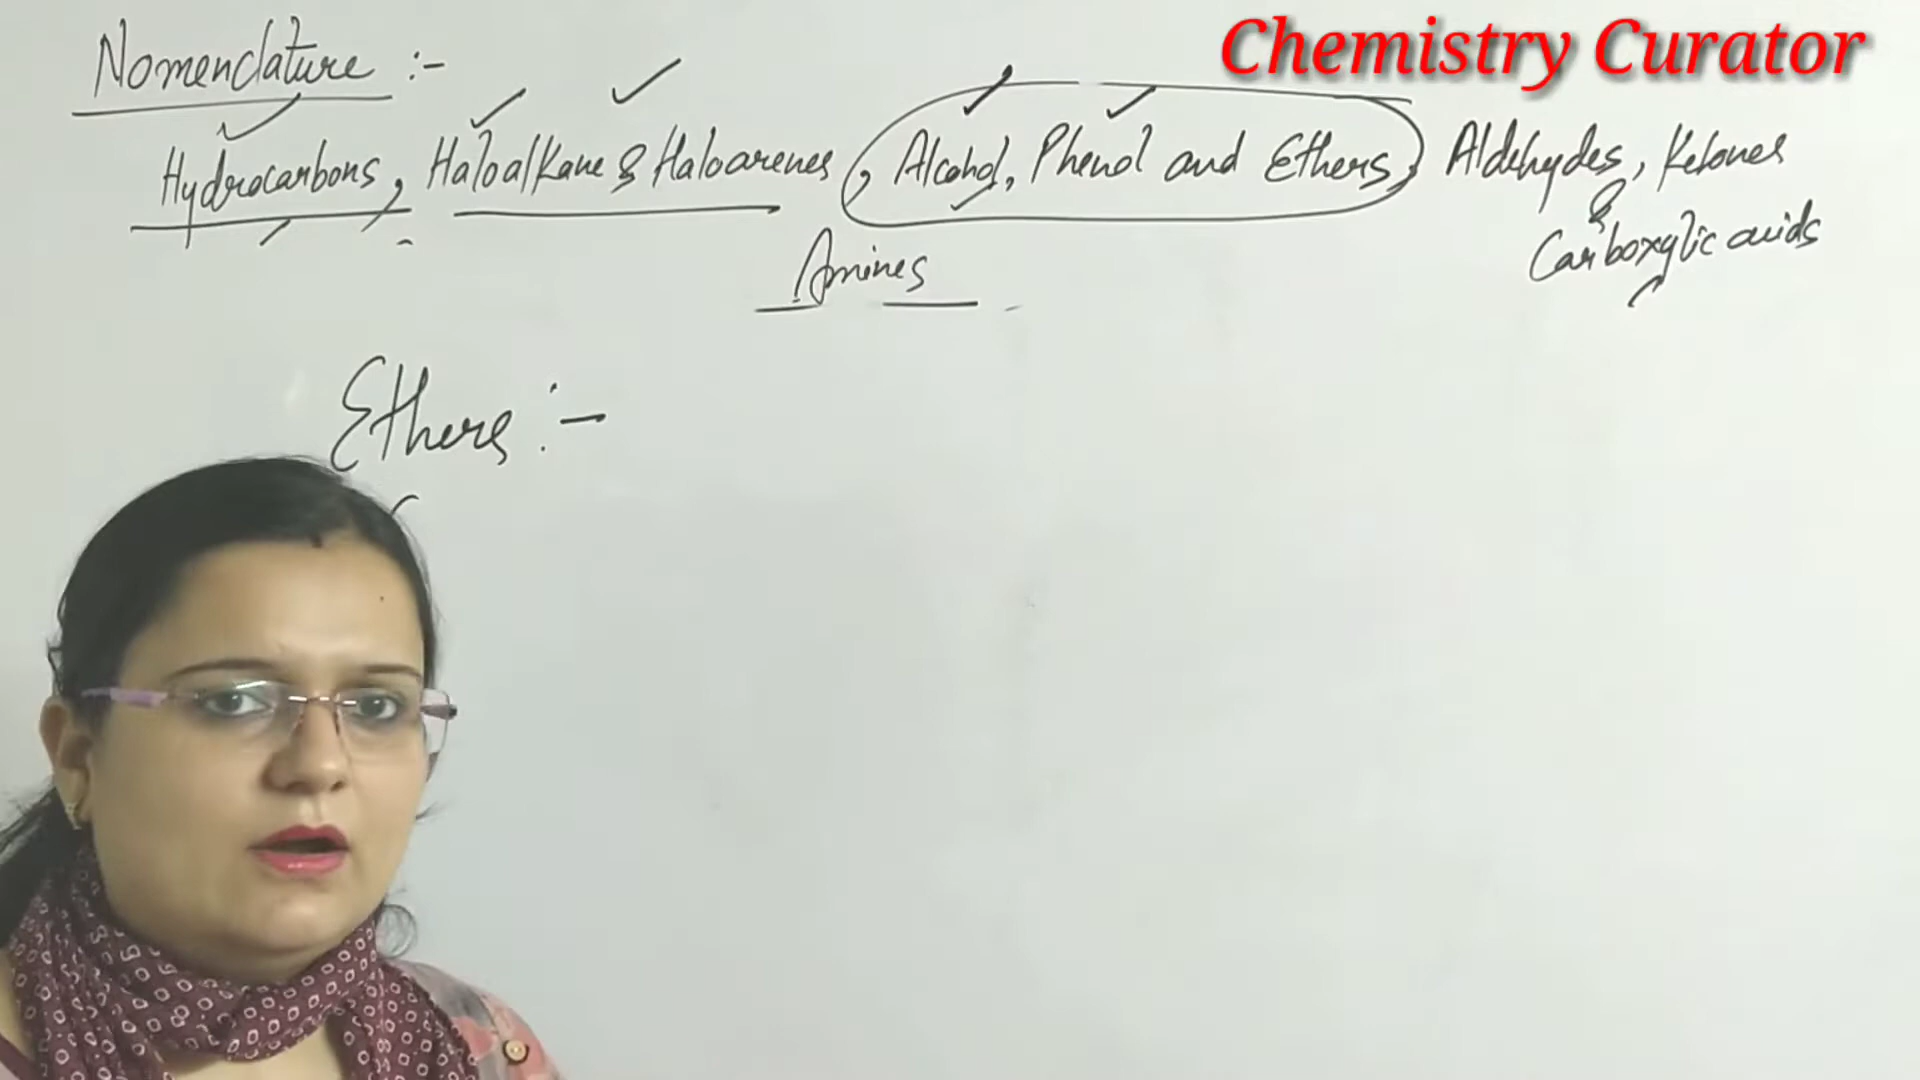 Nomenclature :-
Chemistry Curator
Hydrocarbons, Haloalkane & Haloarenes, Alcohol, Phenol and Ethers, Aldehydes, Ketones
& 
Carboxylic acids
Amines
Ethers :-